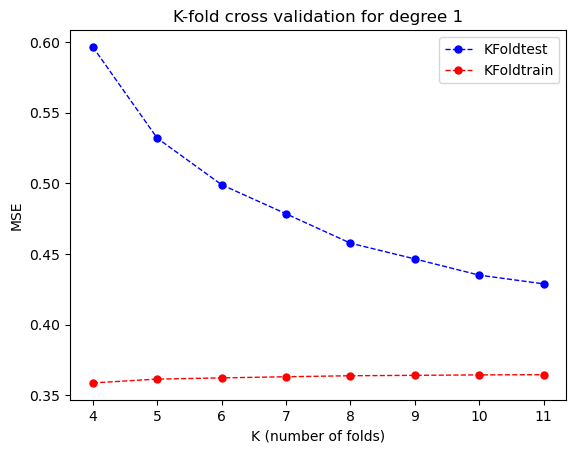 K-fold cross validation for degree 1
KFoldtest
KFoldtrain
0.60
0.55
0.50
0.45
0.40
0.35
MSE
4 5 6 7 8 9 10 11
K (number of folds)